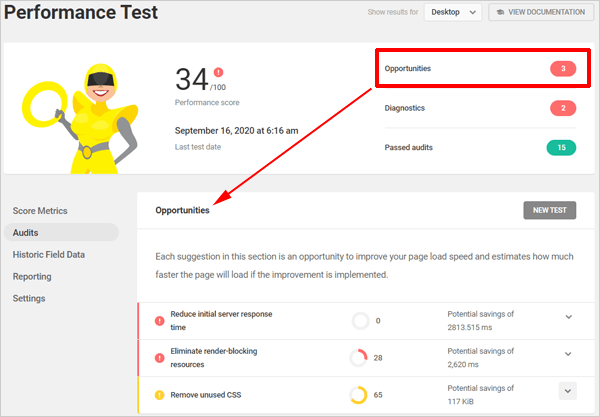 Performance Test
Show results for
Desktop
VIEW DOCUMENTATION
34
/100
Performance score
September 16, 2020 at 6:16 am
Last test date
Opportunities
3
Diagnostics
2
Passed audits
15
Score Metrics
Audits
Historic Field Data
Reporting
Settings
Opportunities
NEW TEST
Each suggestion in this section is an opportunity to improve your page load speed and estimates how much
faster the page will load if the improvement is implemented.
Reduce initial server response
time
0
Potential savings of
2813.515 ms
Eliminate render-blocking
resources
28
Potential savings of
2,620 ms
Remove unused CSS
65
Potential savings of
117 KiB